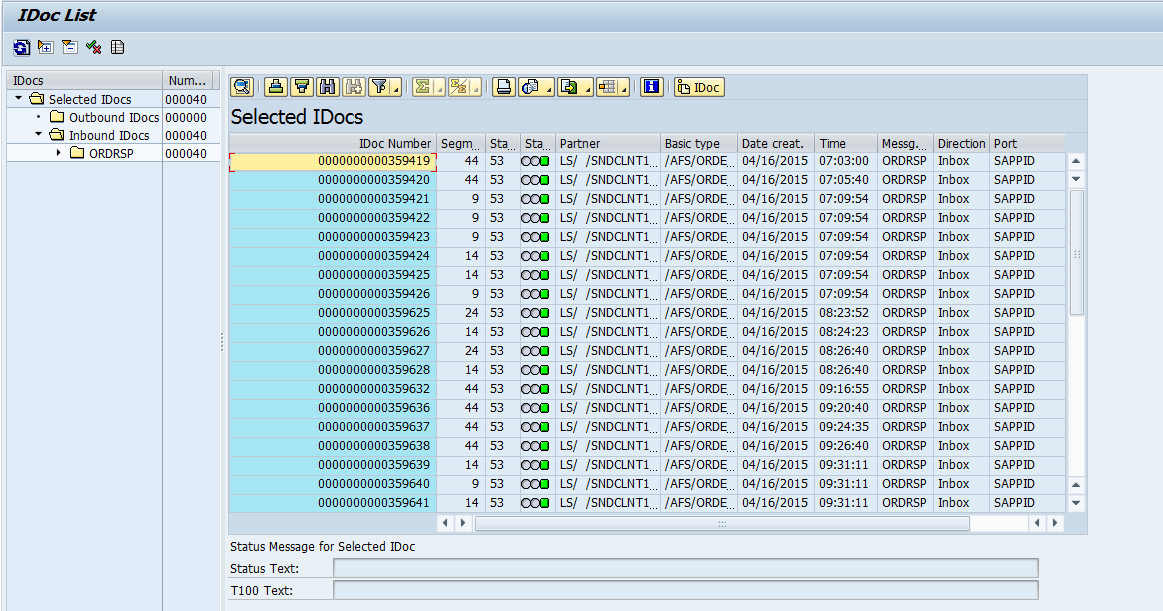 IDoc List
IDocs Num...
Selected IDocs 000040
Outbound IDocs 000000
Inbound IDocs 000040
ORDRSP 000040
IDoc
Selected IDocs
IDoc Number Segm... Sta... Sta... Partner Basic type Date creat. Time Messg... Direction Port
0000000000359419 44 53 LS/ /SNDCLNT1... /AFS/ORDE... 04/16/2015 07:03:00 ORDRSP Inbox SAPPID
0000000000359420 44 53 LS/ /SNDCLNT1... /AFS/ORDE... 04/16/2015 07:05:40 ORDRSP Inbox SAPPID
0000000000359421 9 53 LS/ /SNDCLNT1... /AFS/ORDE... 04/16/2015 07:09:54 ORDRSP Inbox SAPPID
0000000000359422 9 53 LS/ /SNDCLNT1... /AFS/ORDE... 04/16/2015 07:09:54 ORDRSP Inbox SAPPID
0000000000359423 9 53 LS/ /SNDCLNT1... /AFS/ORDE... 04/16/2015 07:09:54 ORDRSP Inbox SAPPID
0000000000359424 14 53 LS/ /SNDCLNT1... /AFS/ORDE... 04/16/2015 07:09:54 ORDRSP Inbox SAPPID
0000000000359425 14 53 LS/ /SNDCLNT1... /AFS/ORDE... 04/16/2015 07:09:54 ORDRSP Inbox SAPPID
0000000000359426 9 53 LS/ /SNDCLNT1... /AFS/ORDE... 04/16/2015 07:09:54 ORDRSP Inbox SAPPID
0000000000359625 24 53 LS/ /SNDCLNT1... /AFS/ORDE... 04/16/2015 08:23:52 ORDRSP Inbox SAPPID
0000000000359626 14 53 LS/ /SNDCLNT1... /AFS/ORDE... 04/16/2015 08:24:23 ORDRSP Inbox SAPPID
0000000000359627 24 53 LS/ /SNDCLNT1... /AFS/ORDE... 04/16/2015 08:26:40 ORDRSP Inbox SAPPID
0000000000359628 14 53 LS/ /SNDCLNT1... /AFS/ORDE... 04/16/2015 08:26:40 ORDRSP Inbox SAPPID
0000000000359632 44 53 LS/ /SNDCLNT1... /AFS/ORDE... 04/16/2015 09:16:55 ORDRSP Inbox SAPPID
0000000000359636 44 53 LS/ /SNDCLNT1... /AFS/ORDE... 04/16/2015 09:20:40 ORDRSP Inbox SAPPID
0000000000359637 44 53 LS/ /SNDCLNT1... /AFS/ORDE... 04/16/2015 09:24:35 ORDRSP Inbox SAPPID
0000000000359638 44 53 LS/ /SNDCLNT1... /AFS/ORDE... 04/16/2015 09:26:40 ORDRSP Inbox SAPPID
0000000000359639 14 53 LS/ /SNDCLNT1... /AFS/ORDE... 04/16/2015 09:31:11 ORDRSP Inbox SAPPID
0000000000359640 9 53 LS/ /SNDCLNT1... /AFS/ORDE... 04/16/2015 09:31:11 ORDRSP Inbox SAPPID
0000000000359641 14 53 LS/ /SNDCLNT1... /AFS/ORDE... 04/16/2015 09:31:11 ORDRSP Inbox SAPPID
Status Message for Selected IDoc
Status Text:
T100 Text: